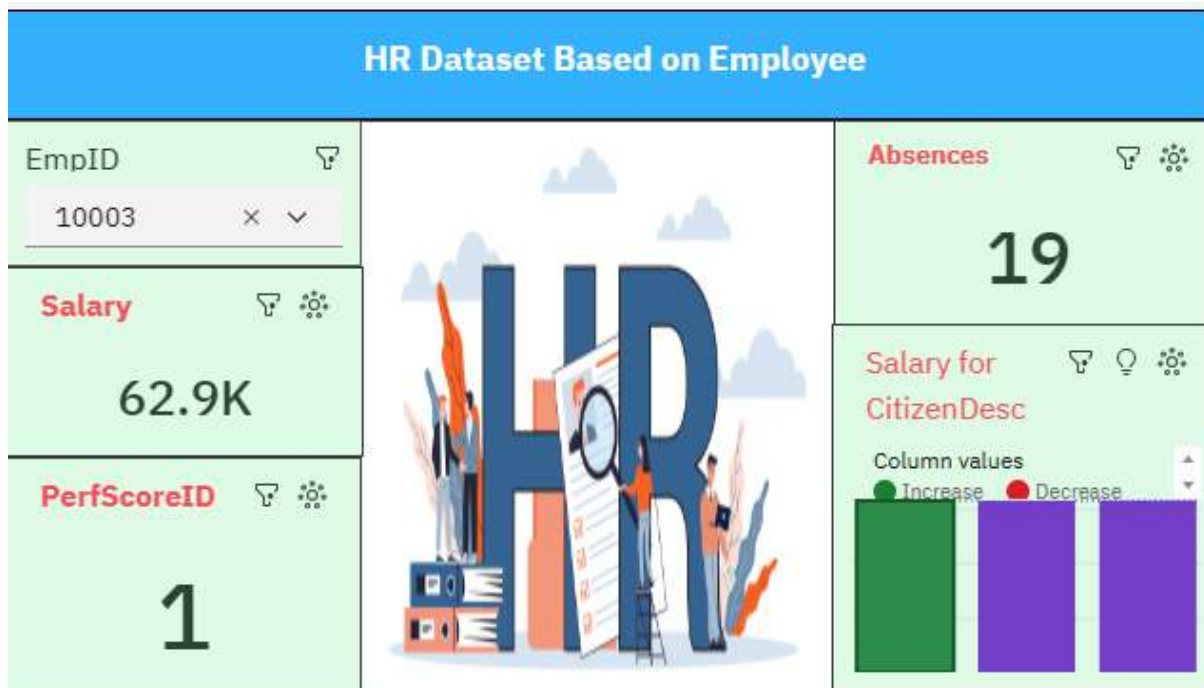 HR Dataset Based on Employee
EmpID
10003
Salary
62.9K
PerfScoreID
1
HR
Absences
19
Salary for
CitizenDesc
Column values
Increase Decrease